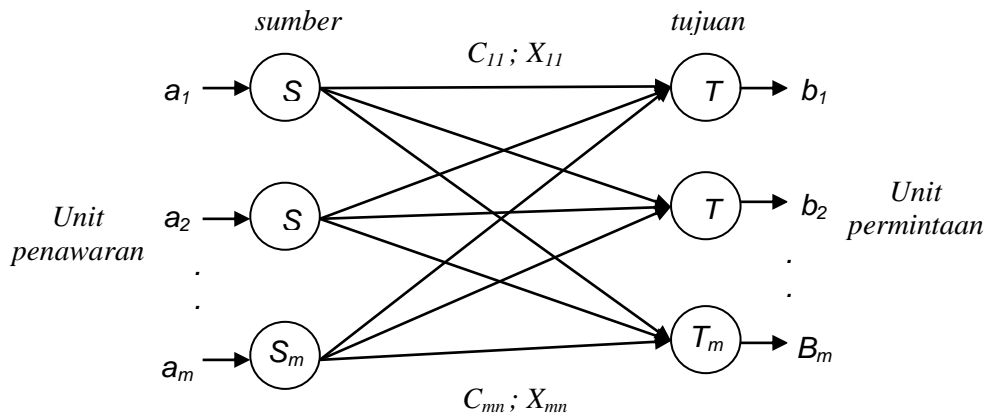 sumber
tujuan
C11 ; X11
a1
S
T
b1
Unit
penawaran
a2
S
T
b2
Unit
permintaan
.
.
.
.
am
Sm
Tm
Bm
Cmn ; Xmn